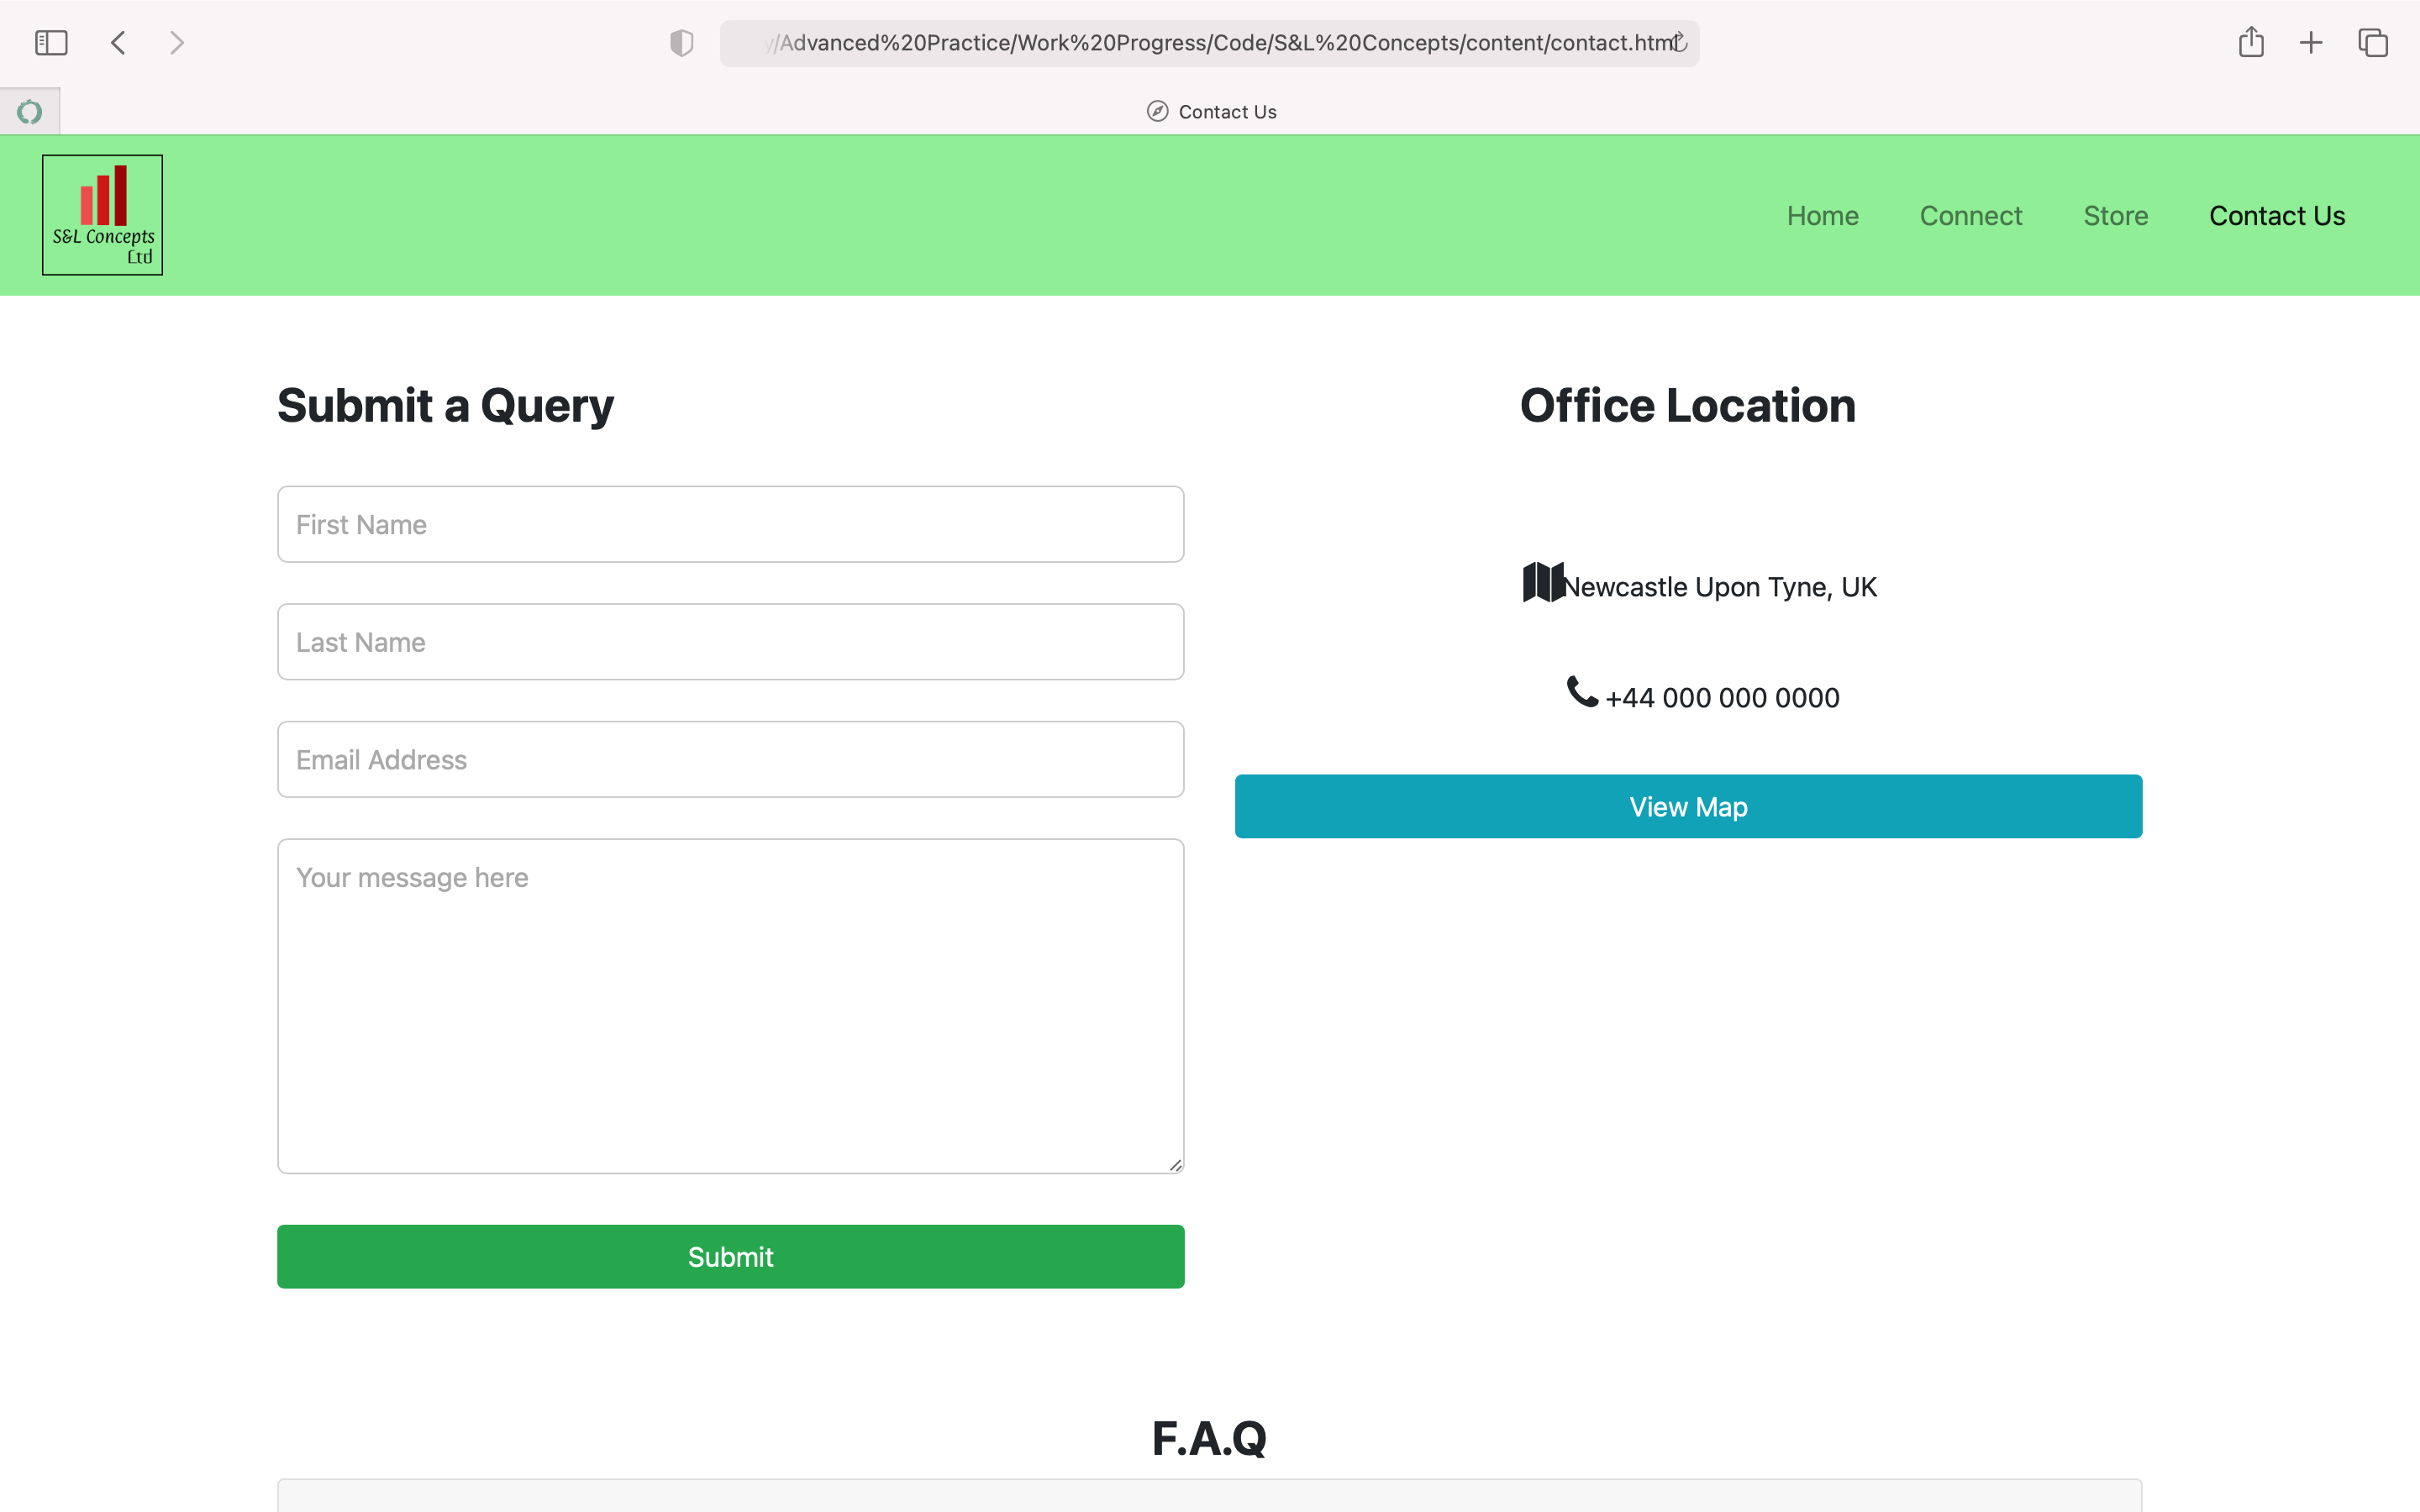 /Advanced%20Practice/Work%20Progress/Code/S&L%20Concepts/content/contact.html
Contact Us
S&L Concepts
Ltd
Home
Connect
Store
Contact Us
Submit a Query
Office Location
First Name
Newcastle Upon Tyne, UK
Last Name
+44 000 000 0000
Email Address
View Map
Your message here
Submit
F.A.Q